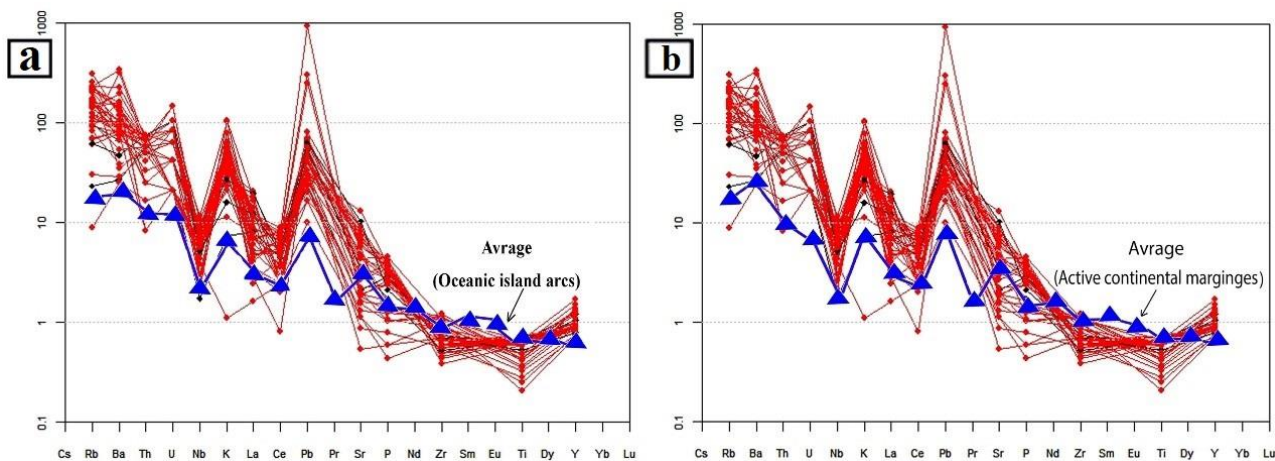 a
1000
100
10
1
0.1
Avrage
(Oceanic island arcs)
Cs Rb Ba Th U Nb K La Ce Pb Pr Sr P Nd Zr Sm Eu Ti Dy Y Yb Lu
b
1000
100
10
1
0.1
Avrage
(Active continental marginges)
Cs Rb Ba Th U Nb K La Ce Pb Pr Sr P Nd Zr Sm Eu Ti Dy Y Yb Lu